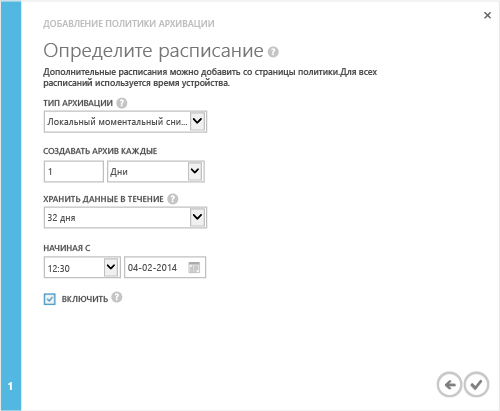 ДОБАВЛЕНИЕ ПОЛИТИКИ АРХИВАЦИИ
Определите расписание ?
Дополнительные расписания можно добавить со страницы политики.Для всех
расписаний используется время устройства.
ТИП АРХИВАЦИИ ?
Локальный моментальный сни...
СОЗДАВАТЬ АРХИВ КАЖДЫЕ
1 Дни
ХРАНИТЬ ДАННЫЕ В ТЕЧЕНИЕ ?
32 дня
НАЧИНАЯ С
12:30 04-02-2014
ВКЛЮЧИТЬ ?
1